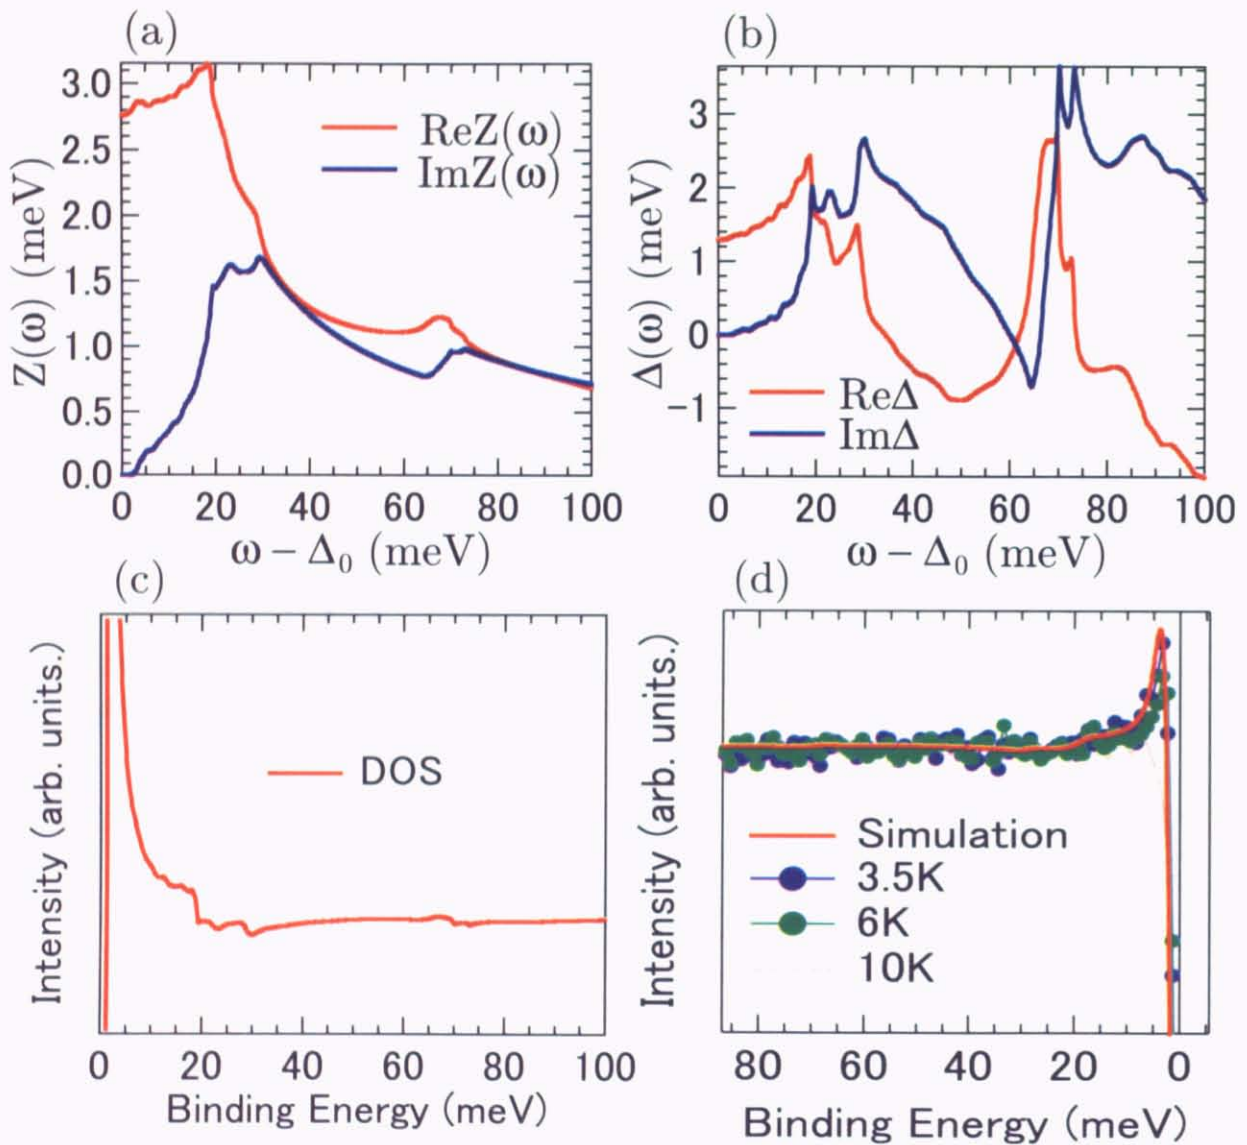 (a)
Z(ω) (meV)
3.0
2.5
2.0
1.5
1.0
0.5
0.0
ReZ(ω)
ImZ(ω)
0 20 40 60 80 100
ω − Δ₀ (meV)
(b)
Δ(ω) (meV)
3
2
1
0
−1
ReΔ
ImΔ
0 20 40 60 80 100
ω − Δ₀ (meV)
(c)
Intensity (arb. units.)
DOS
0 20 40 60 80 100
Binding Energy (meV)
(d)
Intensity (arb. units.)
Simulation
3.5K
6K
10K
80 60 40 20 0
Binding Energy (meV)